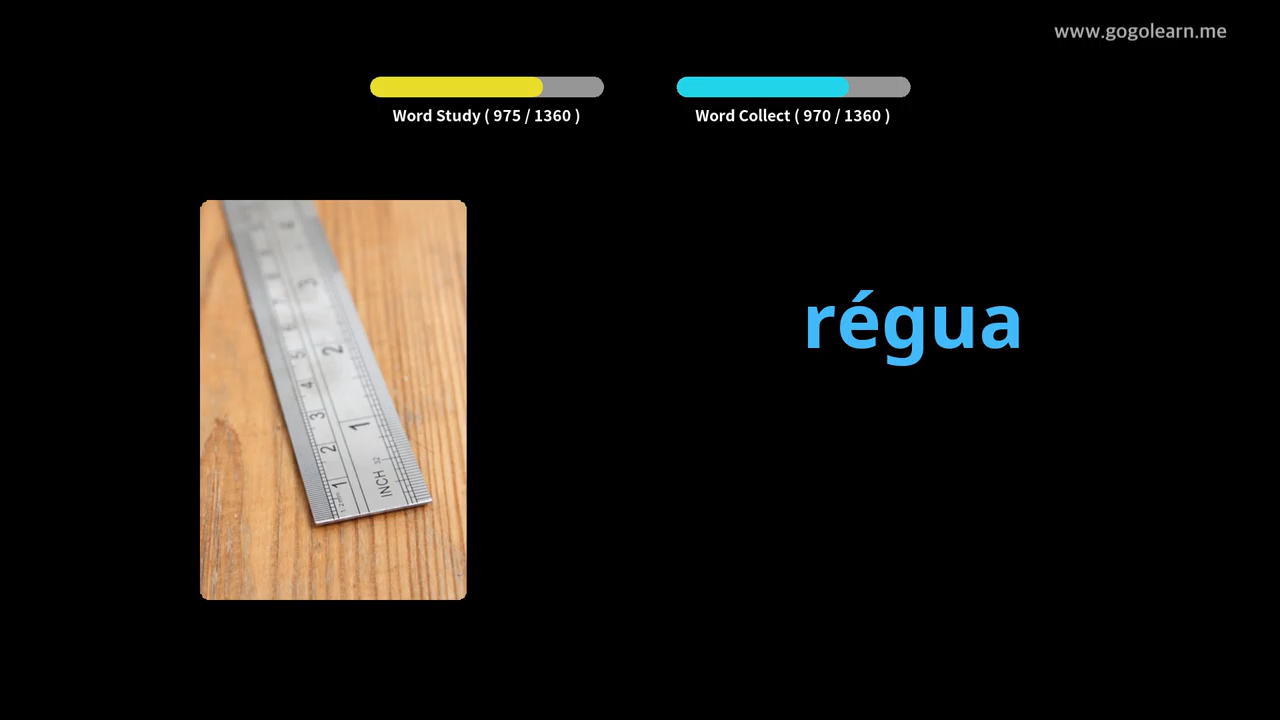 www.gogolearn.me
Word Study ( 975 / 1360 )
Word Collect ( 970 / 1360 )
régua
3
2
5
4
1
3
2
INCH
32
1